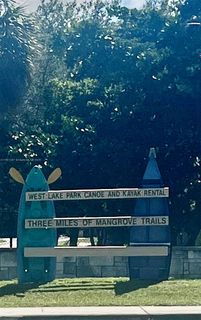 WEST LAKE PARK CANOE AND KAYAK RENTAL
THREE MILES OF MANGROVE TRAILS